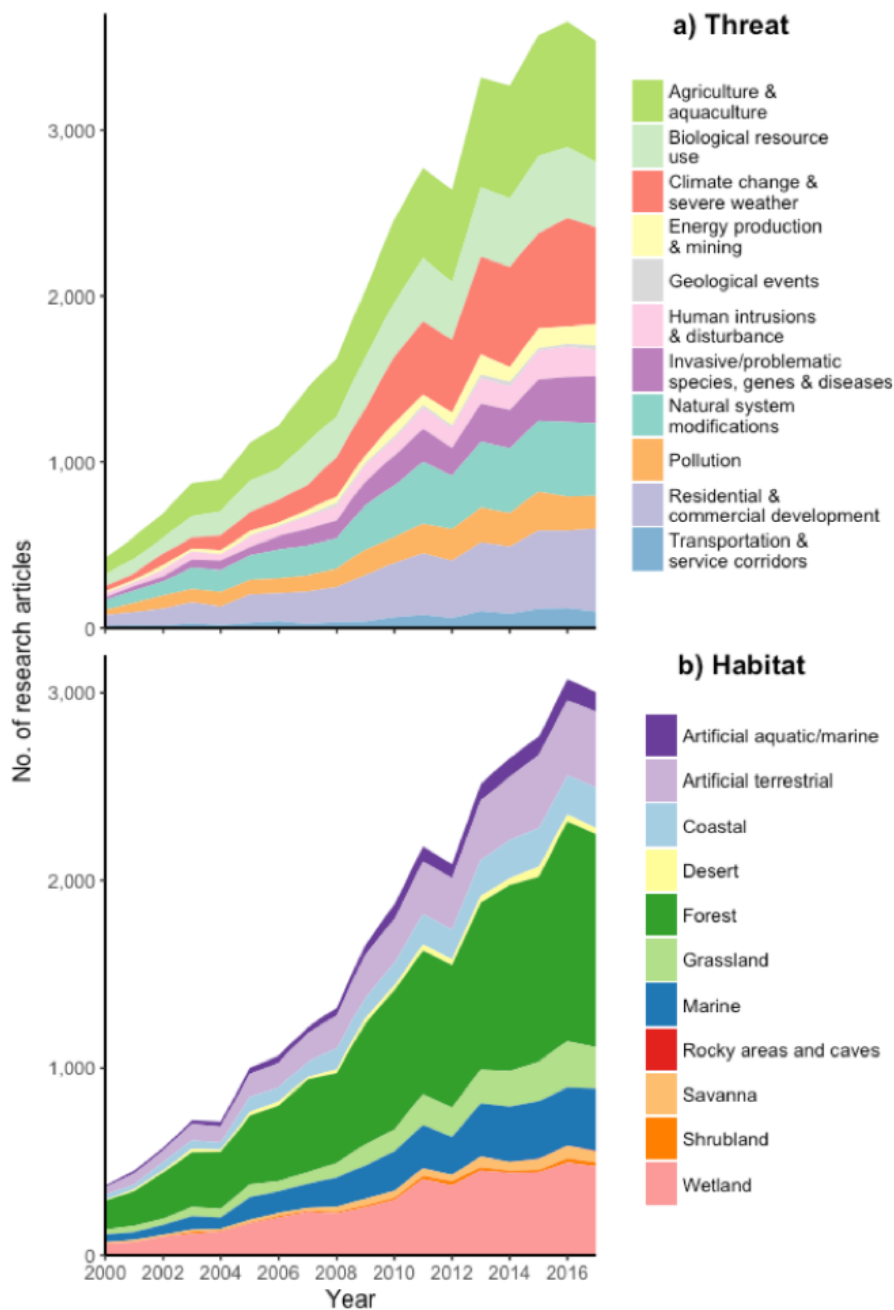 a) Threat
3,000
2,000
1,000
0
Agriculture &
aquaculture
Biological resource
use
Climate change &
severe weather
Energy production
& mining
Geological events
Human intrusions
& disturbance
Invasive/problematic
species, genes & diseases
Natural system
modifications
Pollution
Residential &
commercial development
Transportation &
service corridors
No. of research articles
b) Habitat
3,000
2,000
1,000
0
Artificial aquatic/marine
Artificial terrestrial
Coastal
Desert
Forest
Grassland
Marine
Rocky areas and caves
Savanna
Shrubland
Wetland
2000 2002 2004 2006 2008 2010 2012 2014 2016
Year